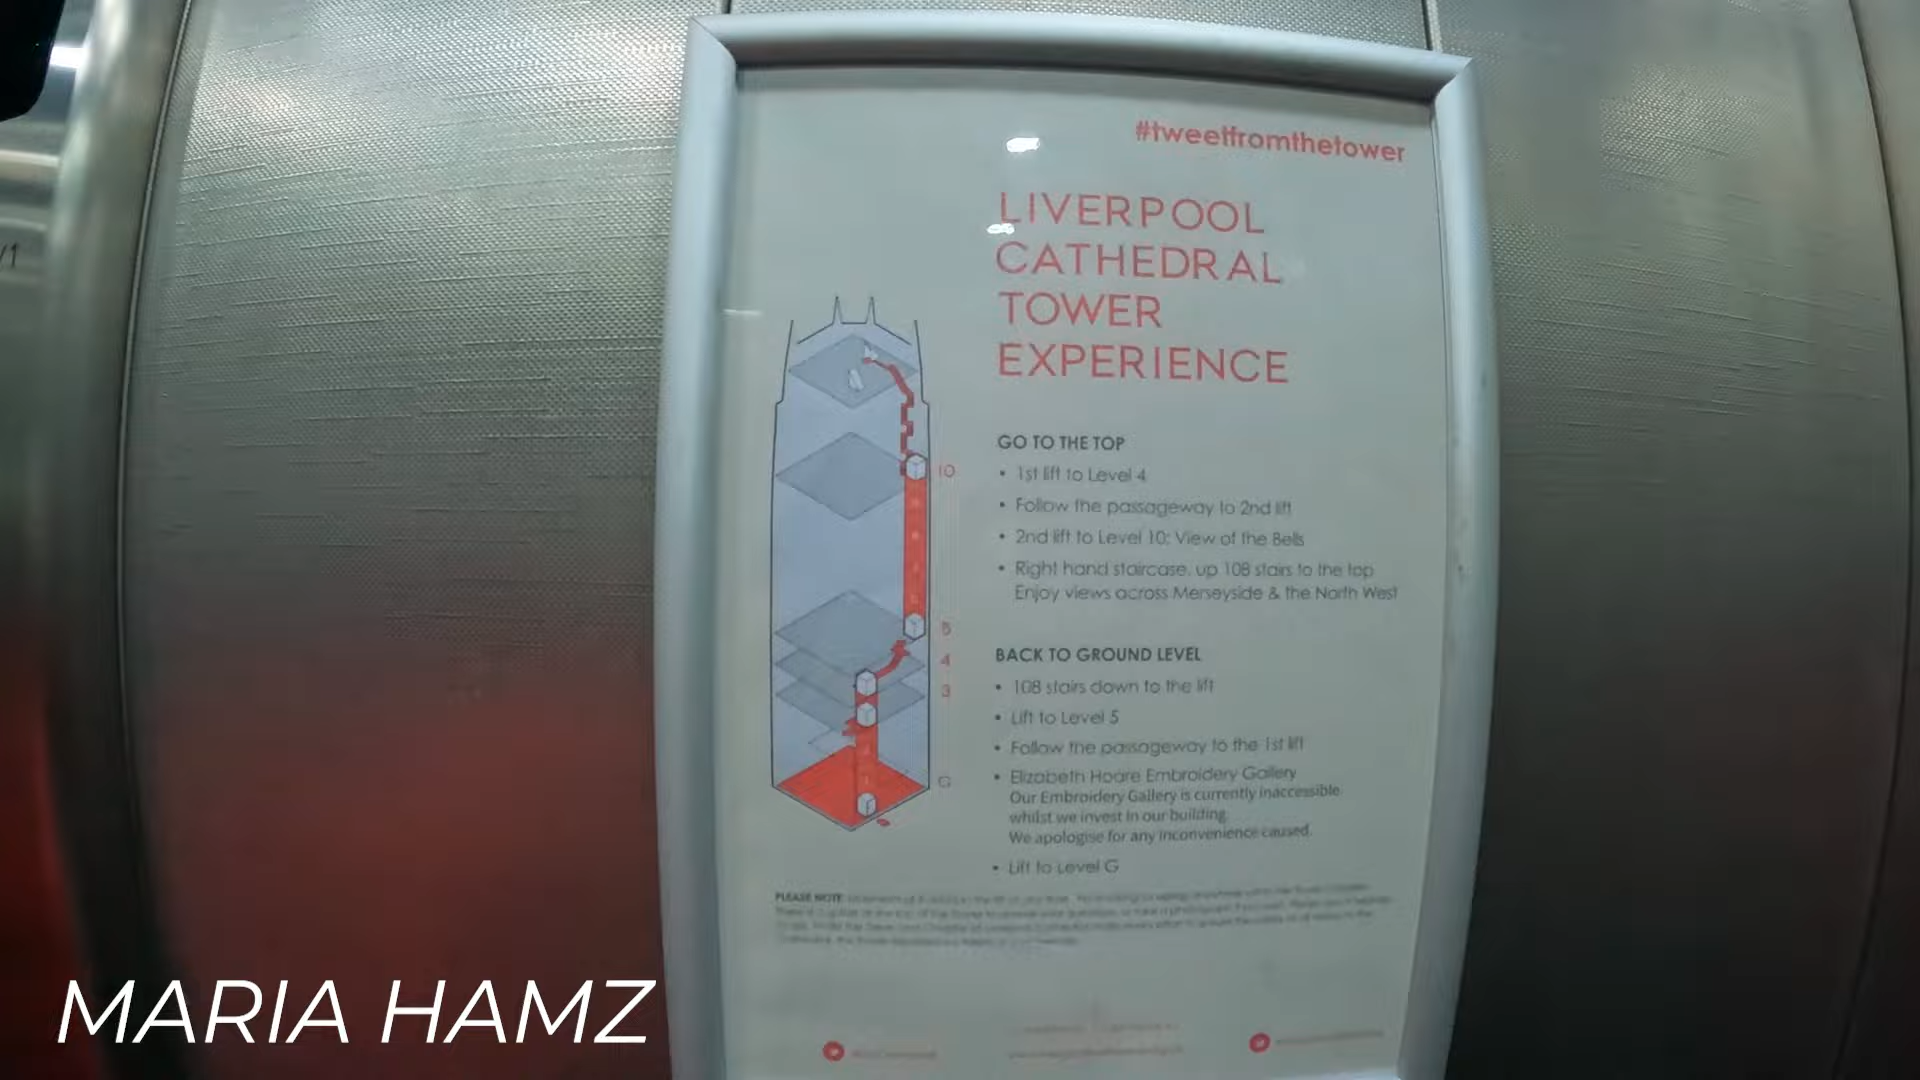 #tweetfromthetower
LIVERPOOL
CATHEDRAL
TOWER
EXPERIENCE
GO TO THE TOP
• 1st lift to Level 4
• Follow the passageway to 2nd lift
• 2nd lift to Level 10: View of the Bells
• Right hand staircase, up 108 stairs to the top
Enjoy views across Merseyside & the North West
10
5
4
3
G
BACK TO GROUND LEVEL
• 108 stairs down to the lift
• Lift to Level 5
• Follow the passageway to the 1st lift
• Elizabeth Hoare Embroidery Gallery
Our Embroidery Gallery is currently inaccessible
whilst we invest in our building.
We apologise for any inconvenience caused.
• Lift to Level G
PLEASE NOTE
MARIA HAMZ